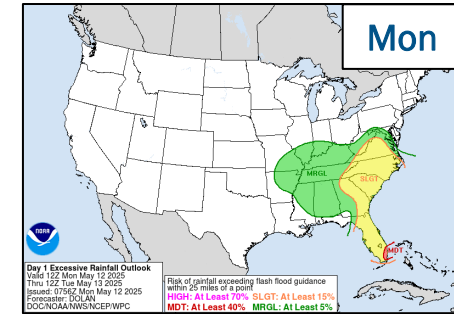 Mon
MRGL
SLGT
MDT
NOAA
Day 1 Excessive Rainfall Outlook
Valid 12Z Mon May 12 2025
Thru 12Z Tue May 13 2025
Issued: 0756Z Mon May 12 2025
Forecaster: DOLAN
DOC/NOAA/NWS/NCEP/WPC
Risk of rainfall exceeding flash flood guidance
within 25 miles of a point
HIGH: At Least 70% SLGT: At Least 15%
MDT: At Least 40% MRGL: At Least 5%